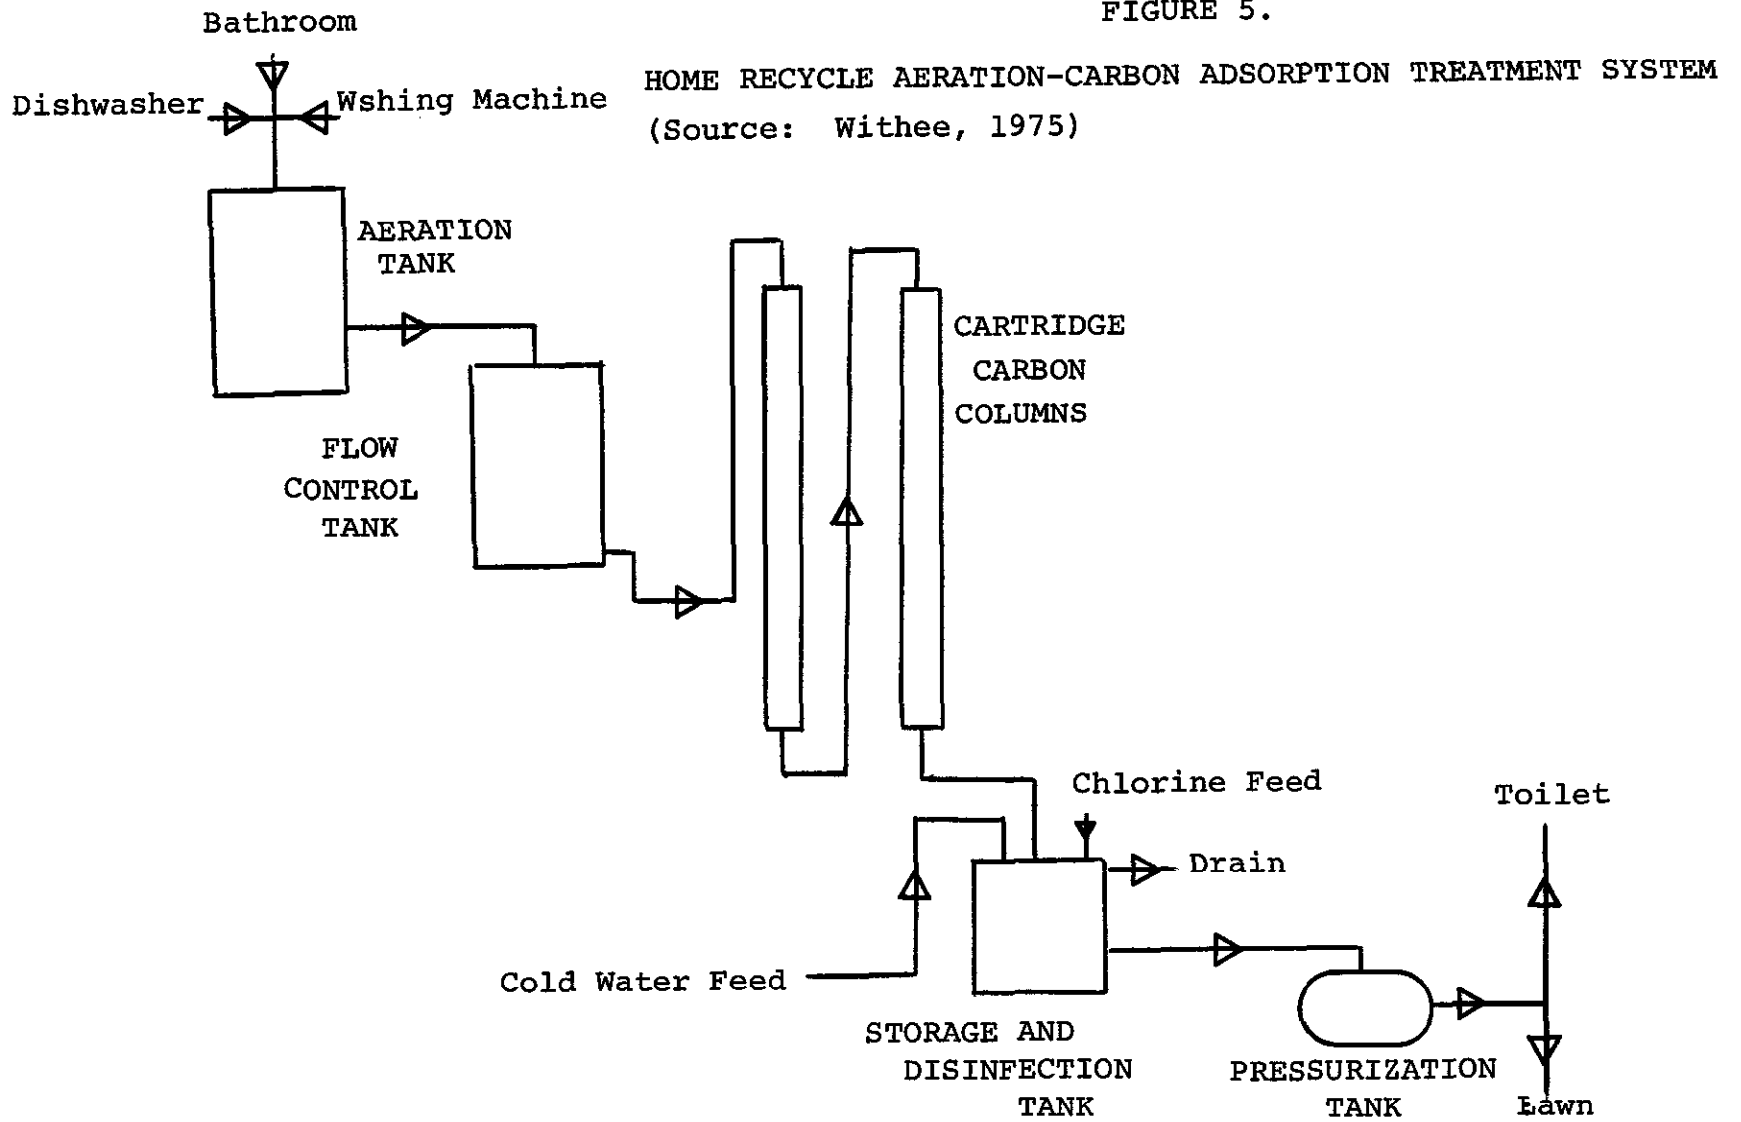 FIGURE 5.
HOME RECYCLE AERATION-CARBON ADSORPTION TREATMENT SYSTEM
(Source: Withee, 1975)
Bathroom
Dishwasher
Wshing Machine
AERATION
TANK
FLOW
CONTROL
TANK
CARTRIDGE
CARBON
COLUMNS
Chlorine Feed
Toilet
Drain
Cold Water Feed
STORAGE AND
DISINFECTION
TANK
PRESSURIZATION
TANK
Lawn